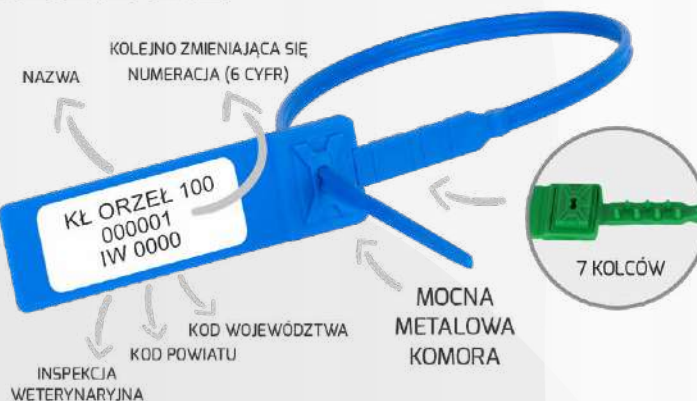 KOLEJNO ZMIENIAJĄCA SIĘ
NUMERACJA (6 CYFR)
NAZWA
KŁ ORZEŁ 100
000001
IW 0000
7 KOLCÓW
MOCNA
METALOWA
KOMORA
KOD WOJEWÓDZTWA
KOD POWIATU
INSPEKCJA
WETERYNARYJNA